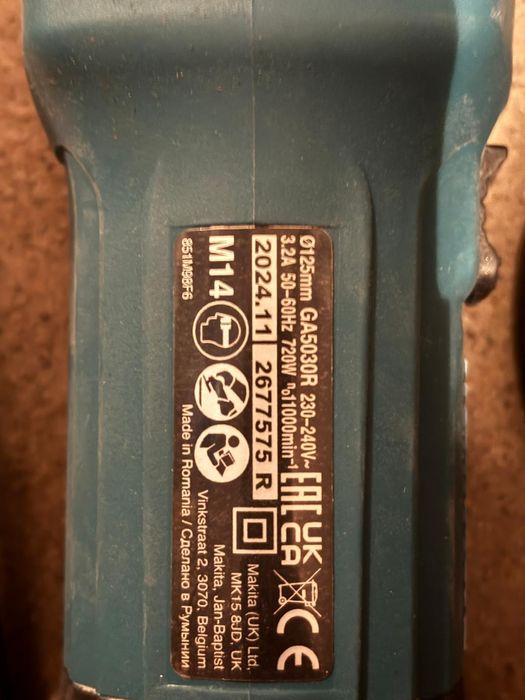 Ø125mm GA5030R 230-240V~
3.2A 50-60Hz 720W n₀11000min⁻¹
2024.11 2677575 R
M14
EAC
UK
CA
CE
Makita (UK) Ltd.
MK15 8JD, UK
Makita, Jan-Baptist
Vinkstraat 2, 3070, Belgium
Made in Romania / Сделано в Румынии
851M98F6